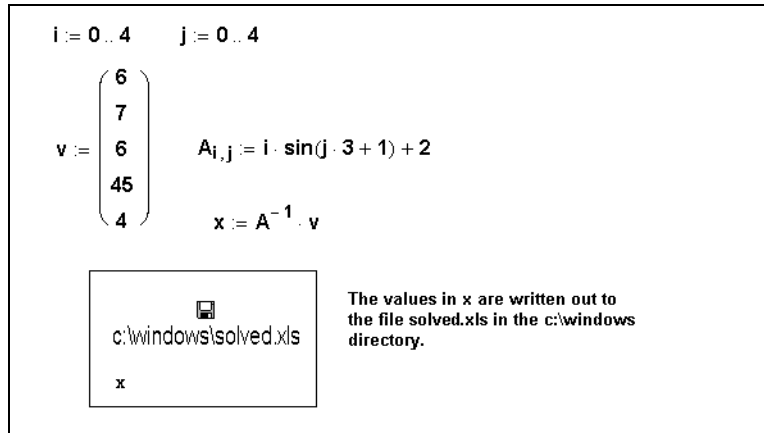 i := 0 .. 4 j := 0 .. 4
v := ( 6 7 6 45 4 )
A i , j := i · sin(j · 3 + 1) + 2
x := A⁻¹ · v
c:\windows\solved.xls
x
The values in x are written out to
the file solved.xls in the c:\windows
directory.